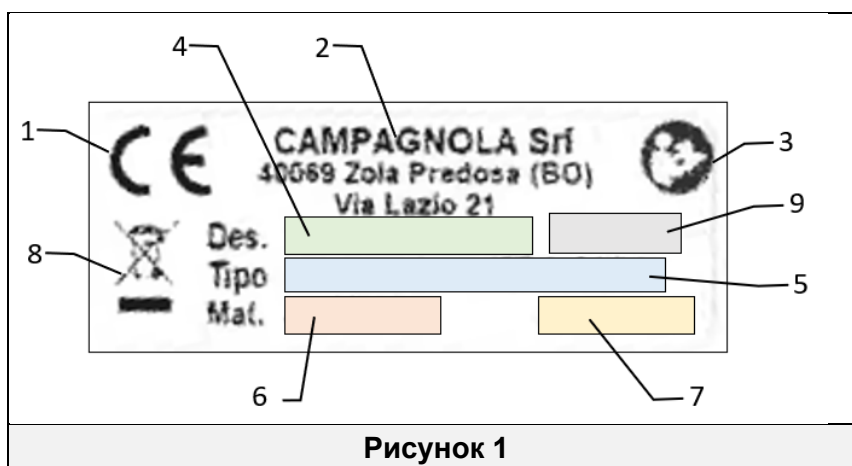 4
2
1
CE
CAMPAGNOLA Srl
3
40069 Zola Predosa (BO)
Via Lazio 21
9
8
Des.
Tipo
5
Mat.
6
7
Рисунок 1